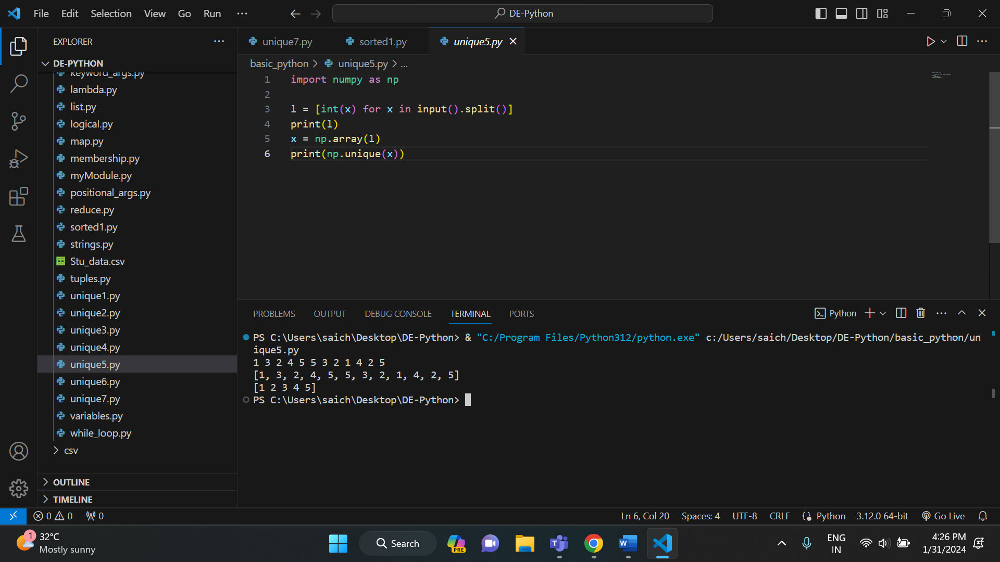 File Edit Selection View Go Run ··· DE-Python
EXPLORER ···
DE-PYTHON
keyword_args.py
lambda.py
list.py
logical.py
map.py
membership.py
myModule.py
positional_args.py
reduce.py
sorted1.py
strings.py
Stu_data.csv
tuples.py
unique1.py
unique2.py
unique3.py
unique4.py
unique5.py
unique6.py
unique7.py
variables.py
while_loop.py
csv
OUTLINE
TIMELINE
unique7.py sorted1.py unique5.py
basic_python > unique5.py > ...
1 import numpy as np
2
3 l = [int(x) for x in input().split()]
4 print(l)
5 x = np.array(l)
6 print(np.unique(x))
PROBLEMS OUTPUT DEBUG CONSOLE TERMINAL PORTS Python
PS C:\Users\saich\Desktop\DE-Python> & "C:/Program Files/Python312/python.exe" c:/Users/saich/Desktop/DE-Python/basic_python/un
ique5.py
1 3 2 4 5 5 3 2 1 4 2 5
[1, 3, 2, 4, 5, 5, 3, 2, 1, 4, 2, 5]
[1 2 3 4 5]
PS C:\Users\saich\Desktop\DE-Python>
0 0 0 Ln 6, Col 20 Spaces: 4 UTF-8 CRLF Python 3.12.0 64-bit Go Live
1 32°C
Mostly sunny
Search
PRE
ENG
IN
4:26 PM
1/31/2024